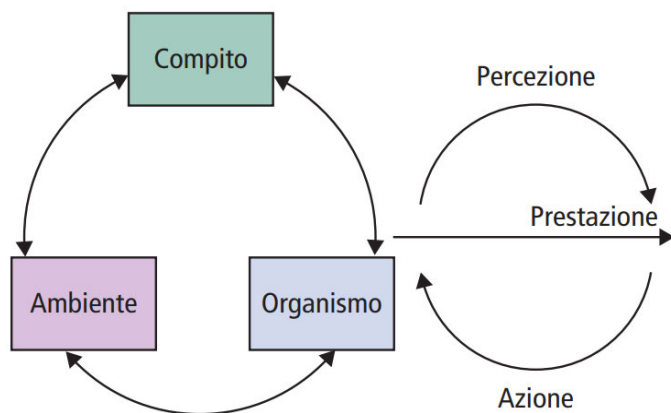 Compito
Percezione
Prestazione
Ambiente
Organismo
Azione